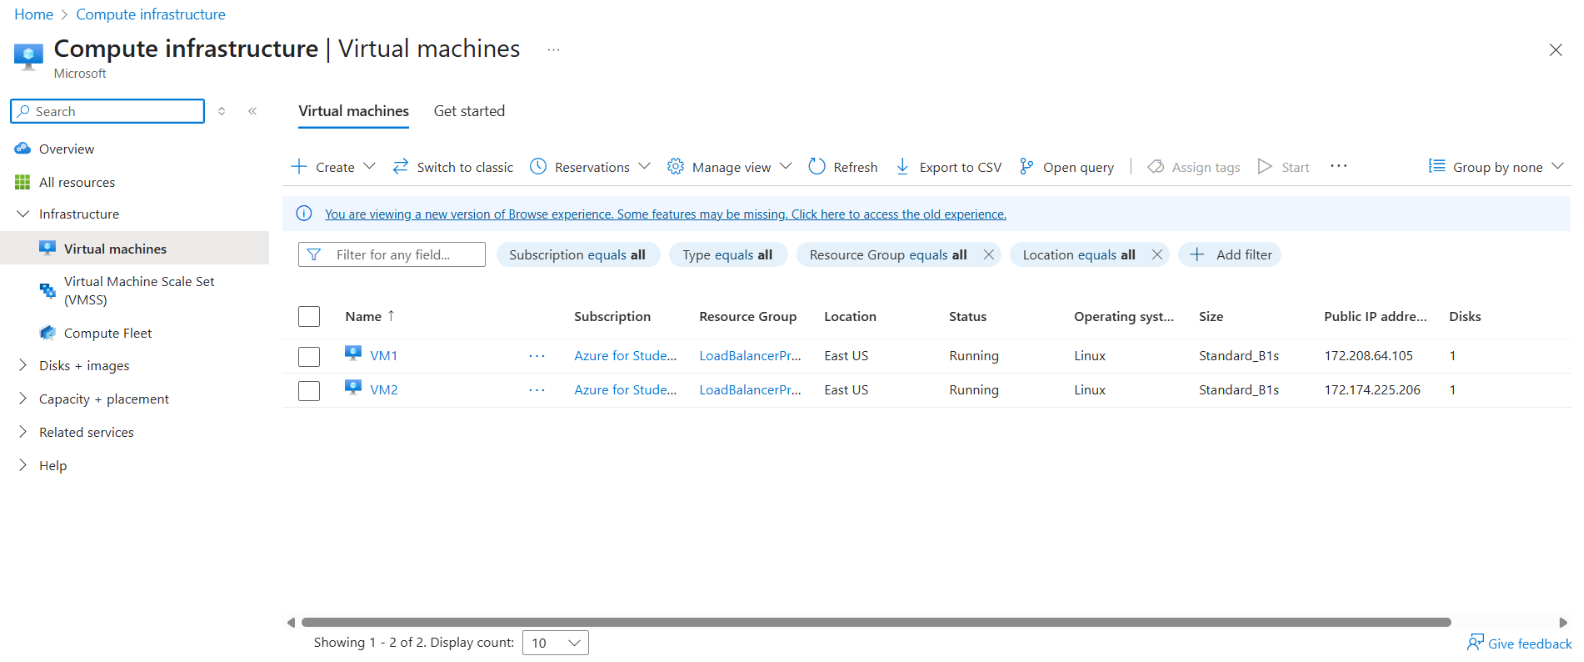 Home > Compute infrastructure
Compute infrastructure | Virtual machines ...
Microsoft
Search
Overview
All resources
Infrastructure
Virtual machines
Virtual Machine Scale Set
(VMSS)
Compute Fleet
Disks + images
Capacity + placement
Related services
Help
Virtual machines Get started
Create Switch to classic Reservations Manage view Refresh Export to CSV Open query Assign tags Start ... Group by none
You are viewing a new version of Browse experience. Some features may be missing. Click here to access the old experience.
Filter for any field... Subscription equals all Type equals all Resource Group equals all Location equals all Add filter
Name ↑ Subscription Resource Group Location Status Operating syst... Size Public IP addre... Disks
VM1 ... Azure for Stude... LoadBalancerPr... East US Running Linux Standard_B1s 172.208.64.105 1
VM2 ... Azure for Stude... LoadBalancerPr... East US Running Linux Standard_B1s 172.174.225.206 1
Showing 1 - 2 of 2. Display count: 10
Give feedback